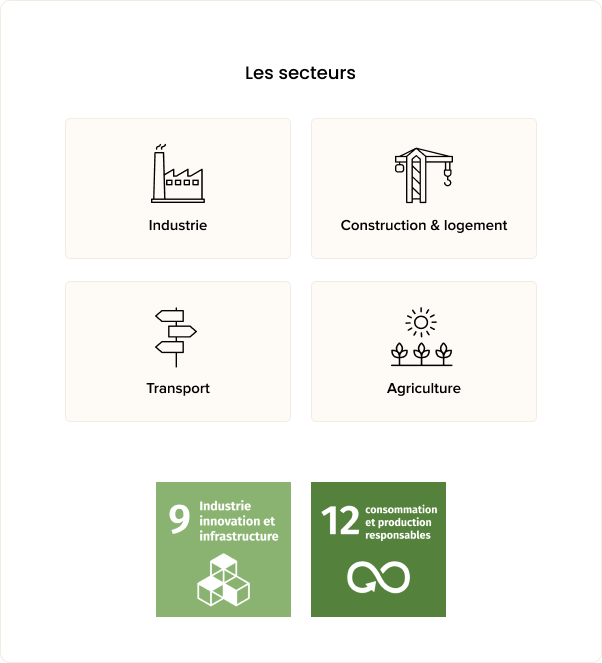 Les secteurs
Industrie
Construction & logement
Transport
Agriculture
9
Industrie
innovation et
infrastructure
12
consommation
et production
responsables